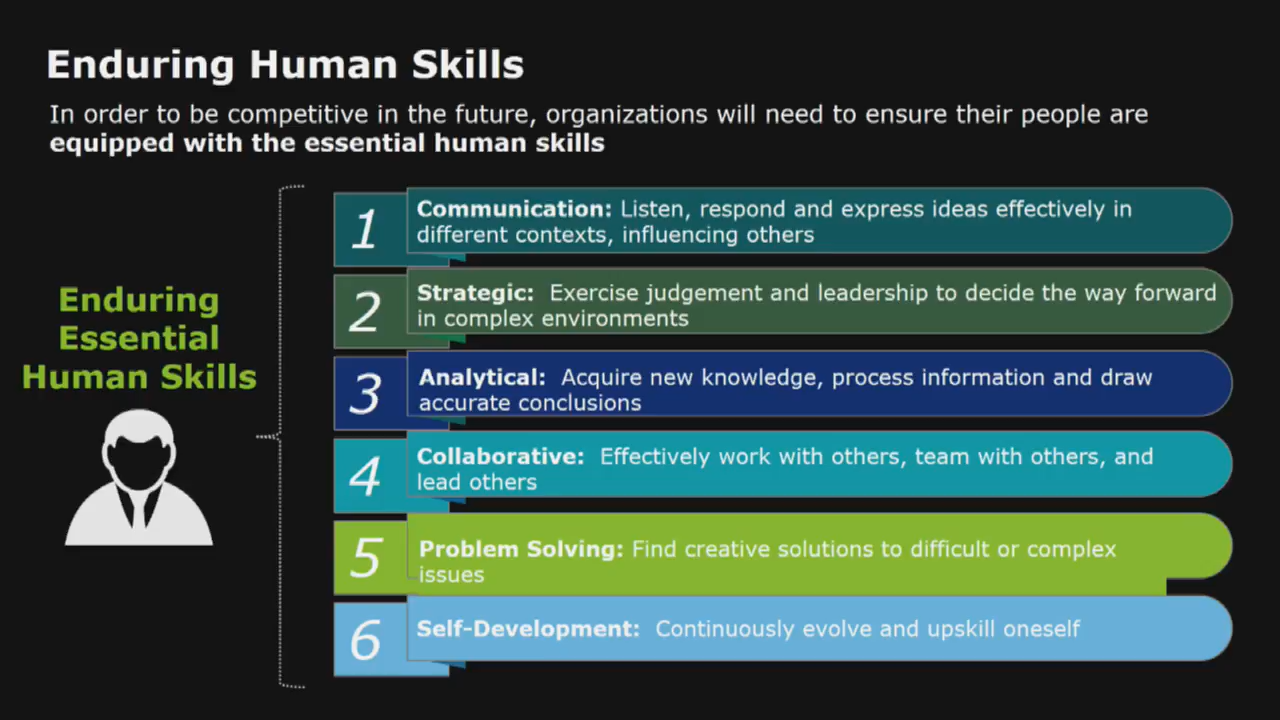 Enduring Human Skills
In order to be competitive in the future, organizations will need to ensure their people are
equipped with the essential human skills
Enduring
Essential
Human Skills
1
Communication: Listen, respond and express ideas effectively in
different contexts, influencing others
2
Strategic: Exercise judgement and leadership to decide the way forward
in complex environments
3
Analytical: Acquire new knowledge, process information and draw
accurate conclusions
4
Collaborative: Effectively work with others, team with others, and
lead others
5
Problem Solving: Find creative solutions to difficult or complex
issues
6
Self-Development: Continuously evolve and upskill oneself